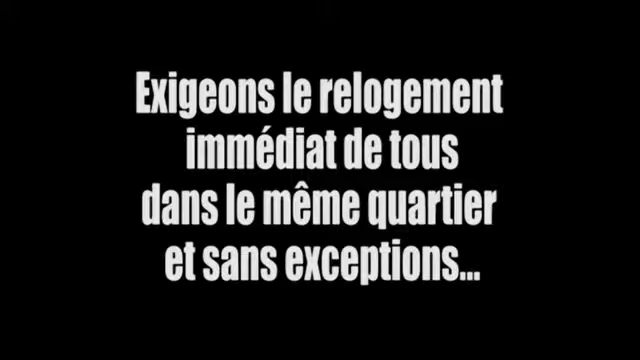 Exigeons le relogement
immédiat de tous
dans le même quartier
et sans exceptions...